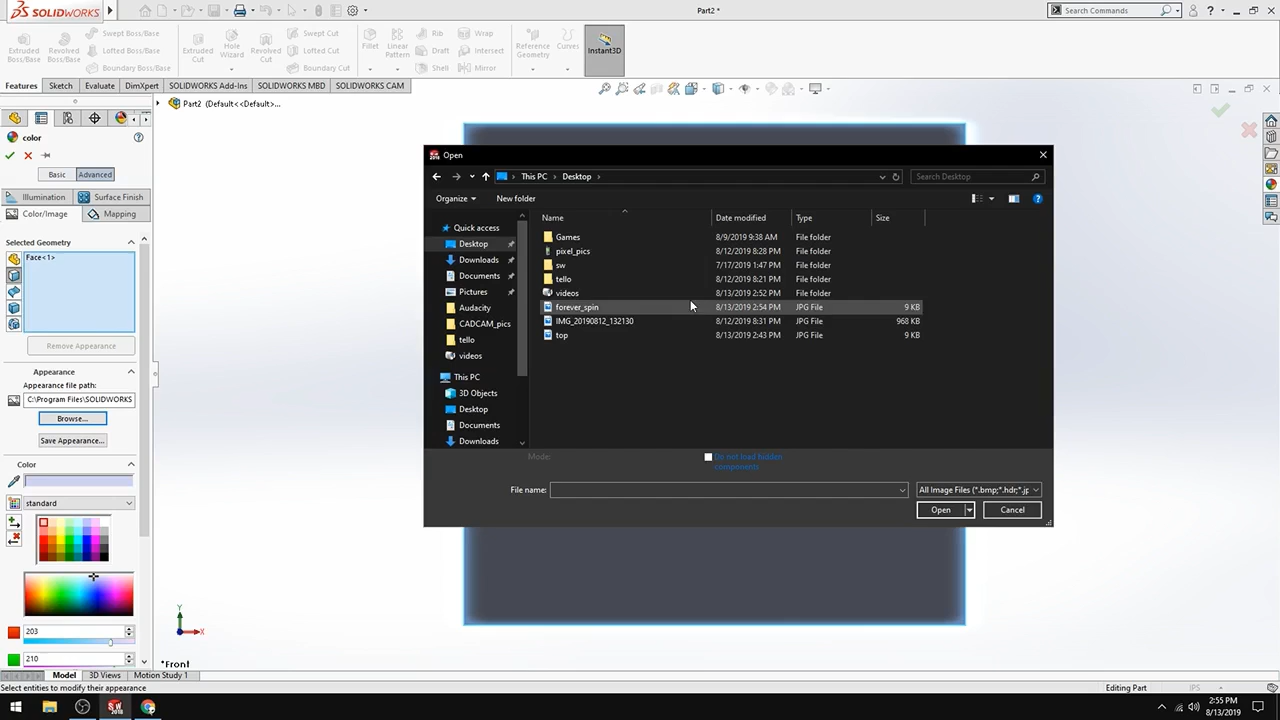 SOLIDWORKS
Part2 *
Search Commands
Extruded Boss/Base
Revolved Boss/Base
Swept Boss/Base
Lofted Boss/Base
Boundary Boss/Base
Extruded Cut
Hole Wizard
Revolved Cut
Swept Cut
Lofted Cut
Boundary Cut
Fillet
Linear Pattern
Rib
Draft
Shell
Wrap
Intersect
Mirror
Reference Geometry
Curves
Instant3D
Features
Sketch
Evaluate
DimXpert
SOLIDWORKS Add-Ins
SOLIDWORKS MBD
SOLIDWORKS CAM
Part2 (Default<<Default>...
color
Basic
Advanced
Illumination
Surface Finish
Color/Image
Mapping
Selected Geometry
Face<1>
Remove Appearance
Appearance
Appearance file path:
C:\Program Files\SOLIDWORKS
Browse...
Save Appearance...
Color
standard
203
210
Open
This PC > Desktop >
Search Desktop
Organize
New folder
Name Date modified Type Size
Quick access
Desktop
Downloads
Documents
Pictures
Audacity
CADCAM_pics
tello
videos
This PC
3D Objects
Desktop
Documents
Downloads
Games 8/9/2019 9:38 AM File folder
pixel_pics 8/12/2019 8:28 PM File folder
sw 7/17/2019 1:47 PM File folder
tello 8/12/2019 8:21 PM File folder
videos 8/13/2019 2:52 PM File folder
forever_spin 8/13/2019 2:54 PM JPG File 9 KB
IMG_20190812_132130 8/12/2019 8:31 PM JPG File 968 KB
top 8/13/2019 2:43 PM JPG File 9 KB
Mode:
Do not load hidden
components
File name:
All Image Files (*.bmp;*.hdr;*.jp
Open
Cancel
Y
X
*Front
Model
3D Views
Motion Study 1
Select entities to modify their appearance
Editing Part
IPS
2:55 PM
8/13/2019